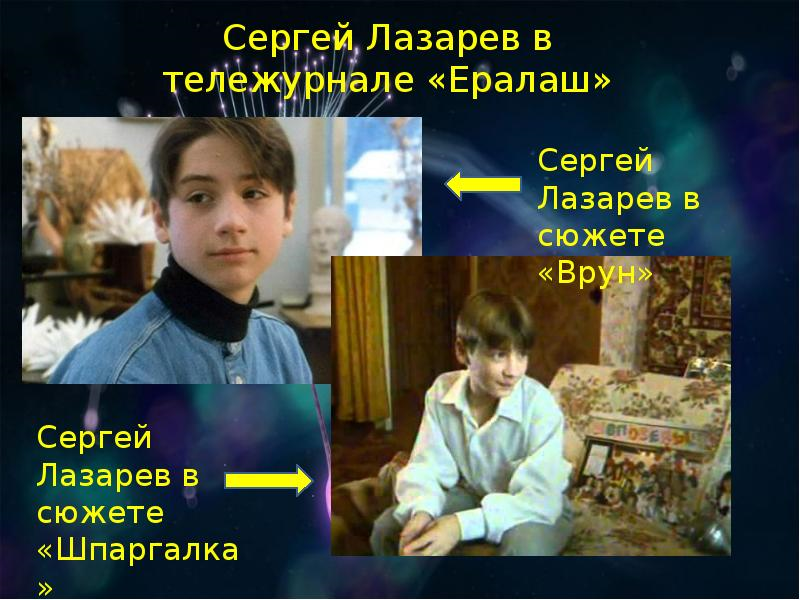 Сергей Лазарев в
тележурнале «Ералаш»
Сергей
Лазарев в
сюжете
«Врун»
Сергей
Лазарев в
сюжете
«Шпаргалка
»